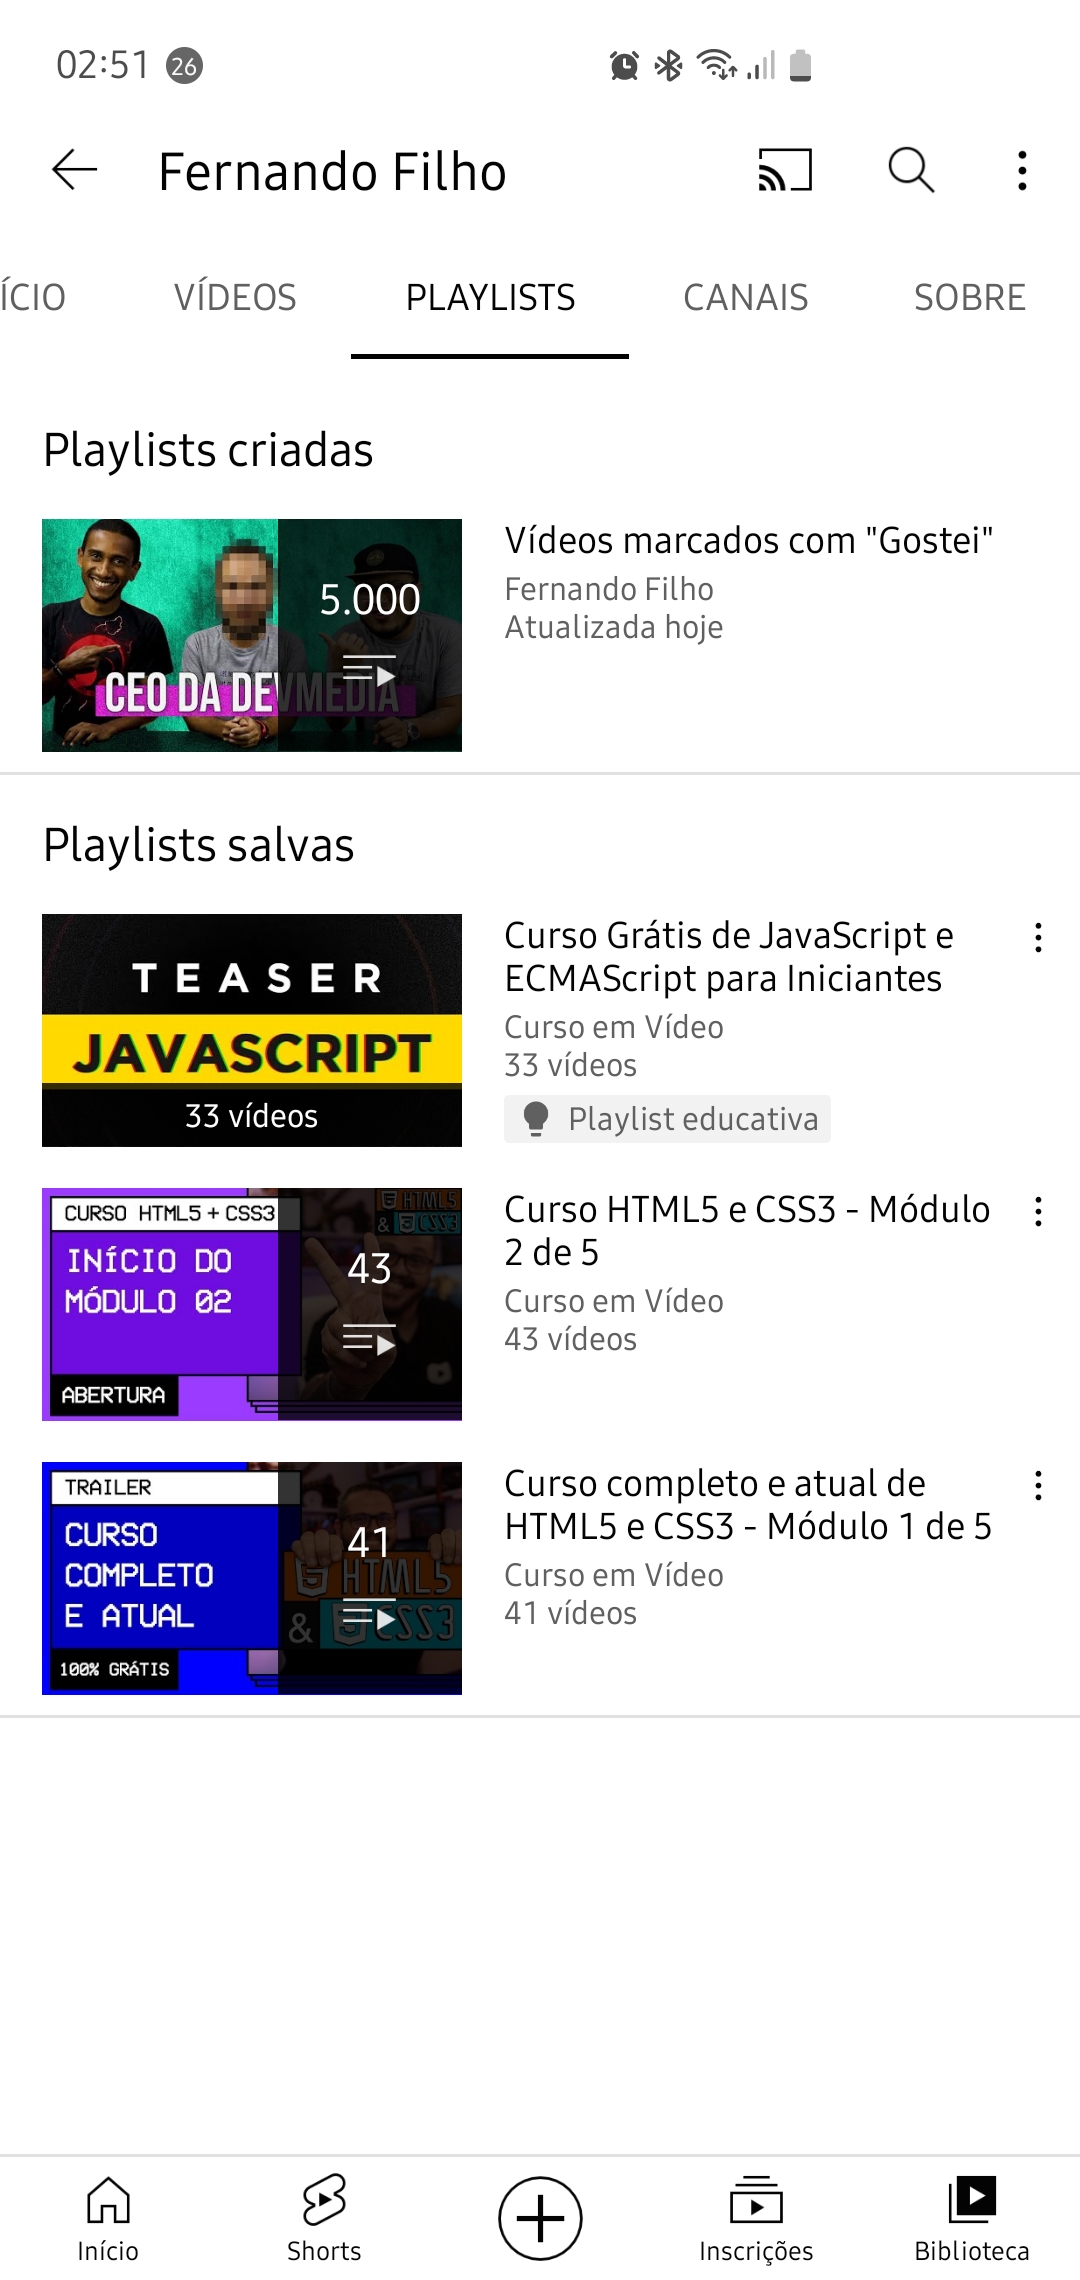 02:51 26
Fernando Filho
ÍCIO VÍDEOS PLAYLISTS CANAIS SOBRE
Playlists criadas
CEO DA DEVMEDIA
5.000
Vídeos marcados com "Gostei"
Fernando Filho
Atualizada hoje
Playlists salvas
TEASER
JAVASCRIPT
33 vídeos
Curso Grátis de JavaScript e
ECMAScript para Iniciantes
Curso em Vídeo
33 vídeos
Playlist educativa
CURSO HTML5 + CSS3
INÍCIO DO
MÓDULO 02
ABERTURA
HTML5
& CSS3
43
Curso HTML5 e CSS3 - Módulo
2 de 5
Curso em Vídeo
43 vídeos
TRAILER
CURSO
COMPLETO
E ATUAL
100% GRÁTIS
41
HTML5
& CSS3
Curso completo e atual de
HTML5 e CSS3 - Módulo 1 de 5
Curso em Vídeo
41 vídeos
Início Shorts Inscrições Biblioteca